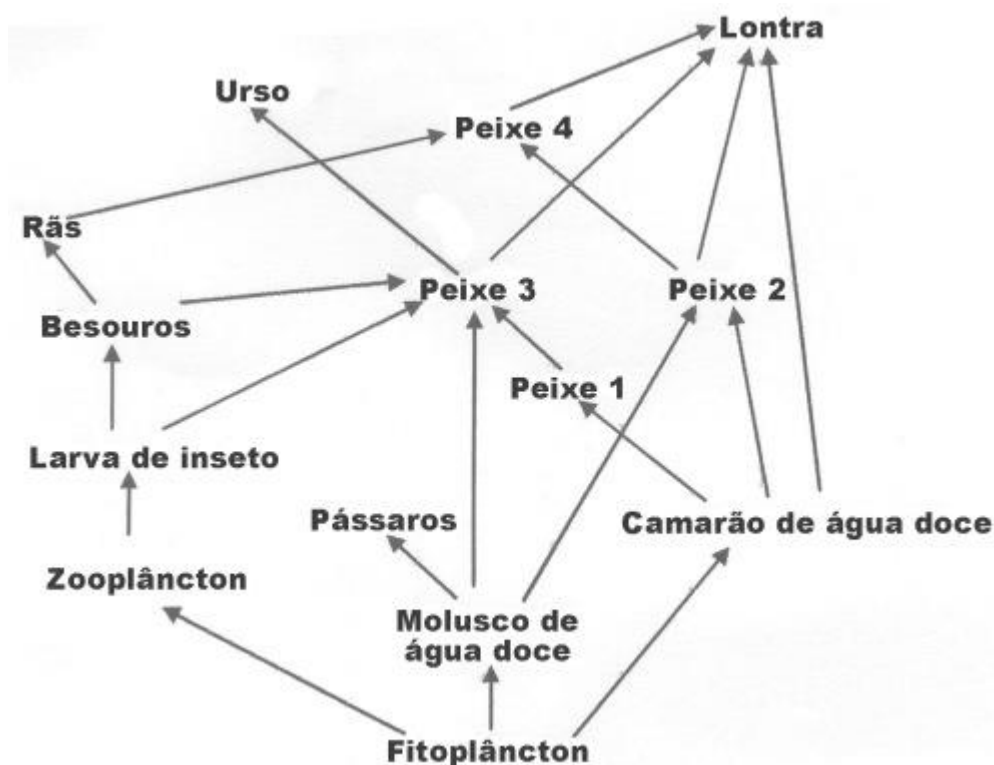 Lontra
Urso
Peixe 4
Rãs
Peixe 3
Peixe 2
Besouros
Peixe 1
Larva de inseto
Pássaros
Camarão de água doce
Zooplâncton
Molusco de
água doce
Fitoplâncton